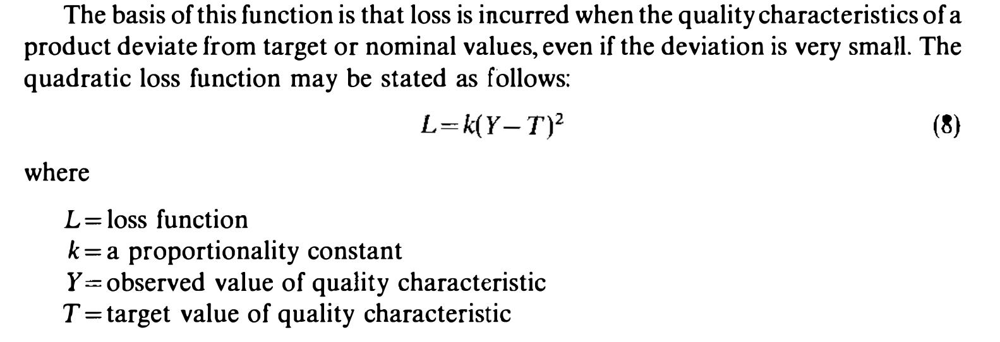 The basis of this function is that loss is incurred when the quality characteristics of a
product deviate from target or nominal values, even if the deviation is very small. The
quadratic loss function may be stated as follows:
L=k(Y−T)² (8)
where
L=loss function
k=a proportionality constant
Y=observed value of quality characteristic
T=target value of quality characteristic